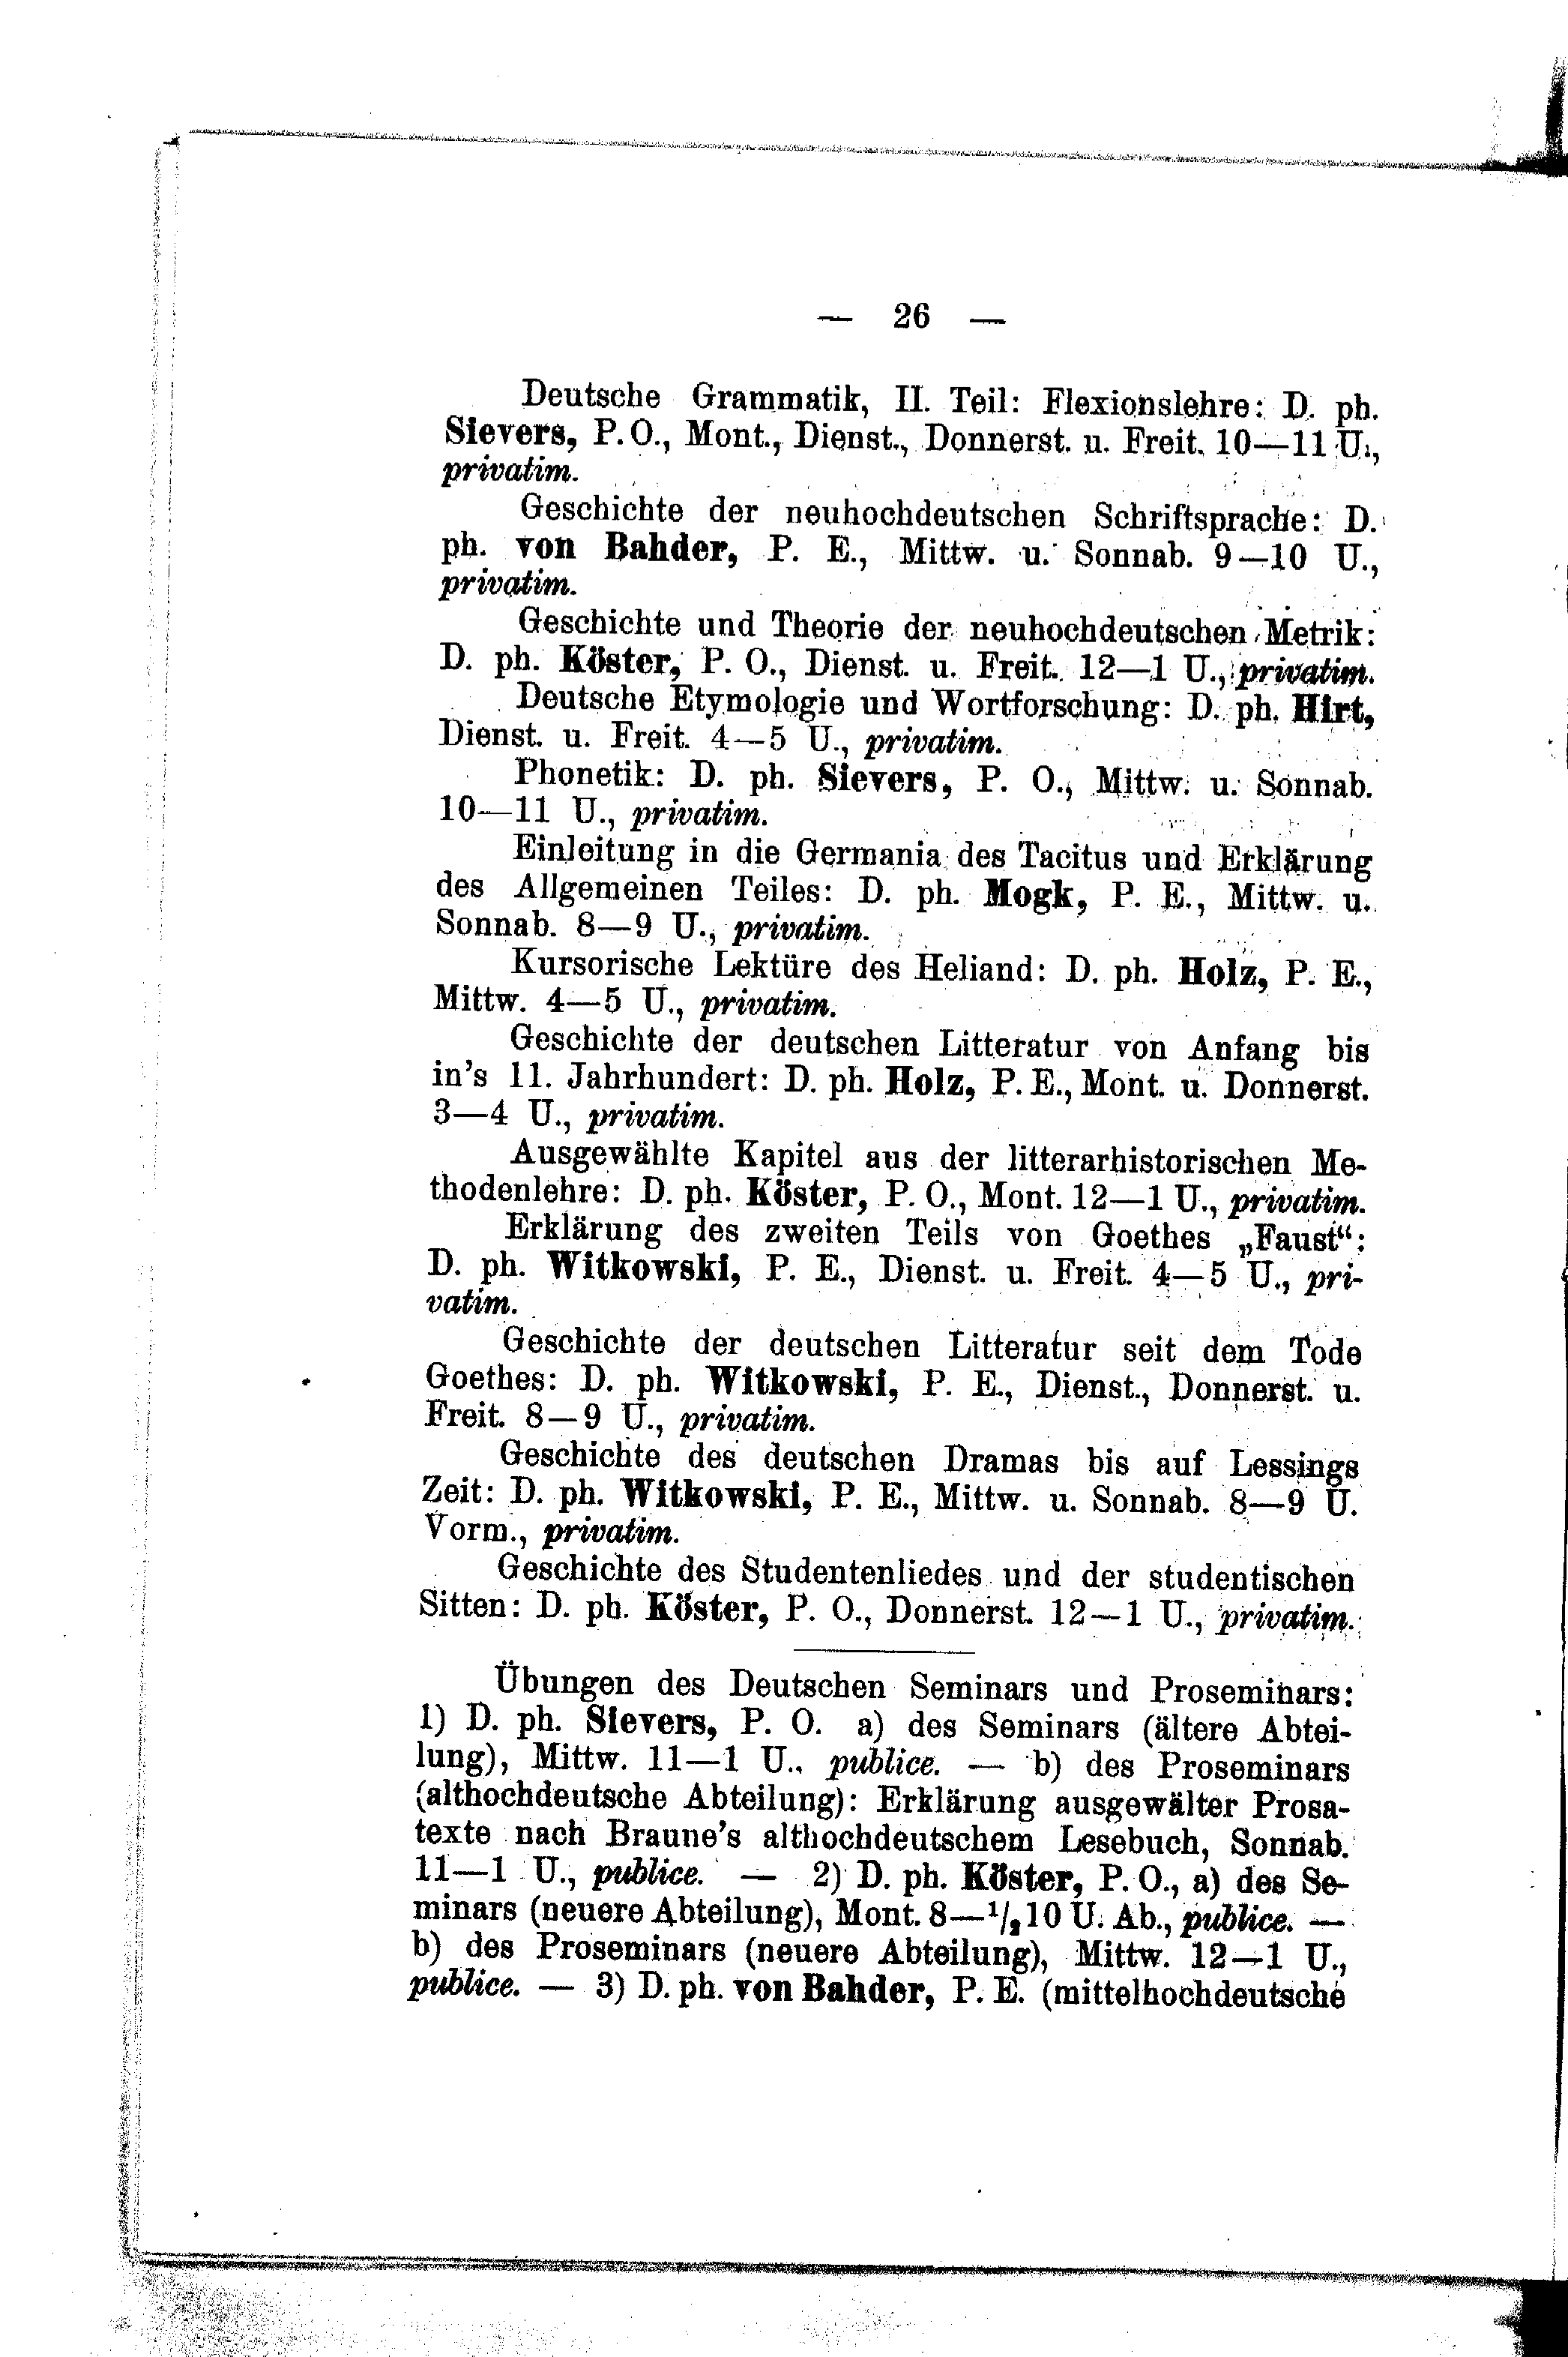 — 26 —
Deutsche Grammatik, II. Teil: Flexionslehre: D. ph.
Sievers, P. O., Mont., Dienst., Donnerst. u. Freit. 10—11 U.,
privatim.
Geschichte der neuhochdeutschen Schriftsprache: D.
ph. von Bahder, P. E., Mittw. u. Sonnab. 9—10 U.,
privatim.
Geschichte und Theorie der neuhochdeutschen Metrik:
D. ph. Köster, P. O., Dienst. u. Freit. 12—1 U., privatim.
Deutsche Etymologie und Wortforschung: D. ph. Hirt,
Dienst. u. Freit. 4—5 U., privatim.
Phonetik: D. ph. Sievers, P. O., Mittw. u. Sonnab.
10—11 U., privatim.
Einleitung in die Germania des Tacitus und Erklärung
des Allgemeinen Teiles: D. ph. Mogk, P. E., Mittw. u.
Sonnab. 8—9 U., privatim.
Kursorische Lektüre des Heliand: D. ph. Holz, P. E.,
Mittw. 4—5 U., privatim.
Geschichte der deutschen Litteratur von Anfang bis
in's 11. Jahrhundert: D. ph. Holz, P. E., Mont. u. Donnerst.
3—4 U., privatim.
Ausgewählte Kapitel aus der litterarhistorischen Me-
thodenlehre: D. ph. Köster, P. O., Mont. 12—1 U., privatim.
Erklärung des zweiten Teils von Goethes „Faust“:
D. ph. Witkowski, P. E., Dienst. u. Freit. 4—5 U., pri-
vatim.
Geschichte der deutschen Litteratur seit dem Tode
Goethes: D. ph. Witkowski, P. E., Dienst., Donnerst. u.
Freit. 8—9 U., privatim.
Geschichte des deutschen Dramas bis auf Lessings
Zeit: D. ph. Witkowski, P. E., Mittw. u. Sonnab. 8—9 U.
Vorm., privatim.
Geschichte des Studentenliedes und der studentischen
Sitten: D. ph. Köster, P. O., Donnerst. 12—1 U., privatim.
Übungen des Deutschen Seminars und Proseminars:
1) D. ph. Sievers, P. O. a) des Seminars (ältere Abtei-
lung), Mittw. 11—1 U., publice. — b) des Proseminars
(althochdeutsche Abteilung): Erklärung ausgewälter Prosa-
texte nach Braune's althochdeutschem Lesebuch, Sonnab.
11—1 U., publice. — 2) D. ph. Köster, P. O., a) des Se-
minars (neuere Abteilung), Mont. 8—1/2 10 U. Ab., publice. —
b) des Proseminars (neuere Abteilung), Mittw. 12—1 U.,
publice. — 3) D. ph. von Bahder, P. E. (mittelhochdeutsche